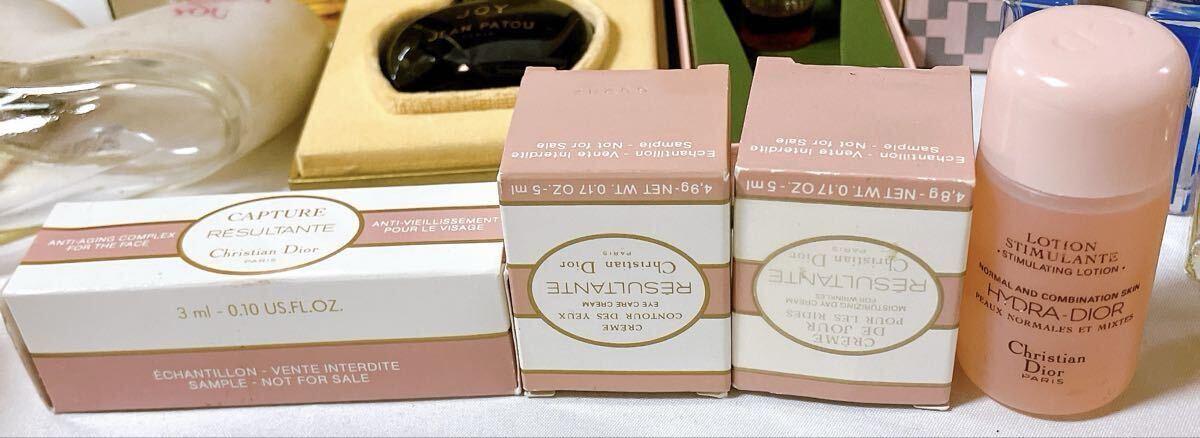 JOY
JEAN PATOU
CAPTURE
RÉSULTANTE
Christian Dior
PARIS
ANTI-AGING COMPLEX
FOR THE FACE
ANTI-VIEILLISSEMENT
POUR LE VISAGE
3 ml - 0.10 US.FL.OZ.
ÉCHANTILLON - VENTE INTERDITE
SAMPLE - NOT FOR SALE
Echantillon - Vente Interdite
Sample - Not for Sale
4,9g-NET WT. 0.17 OZ.-5 ml
CRÈME
CONTOUR DES YEUX
EYE CARE CREAM
RÉSULTANTE
Christian Dior
PARIS
Echantillon - Vente Interdite
Sample - Not for Sale
4,8g-NET WT. 0.17 OZ.-5 ml
CRÈME
DE JOUR
POUR LES RIDES
MOISTURIZING DAY CREAM
FOR WRINKLES
RÉSULTANTE
Christian Dior
PARIS
LOTION
STIMULANTE
•STIMULATING LOTION•
NORMAL AND COMBINATION SKIN
HYDRA-DIOR
PEAUX NORMALES ET MIXTES
Christian
Dior
PARIS